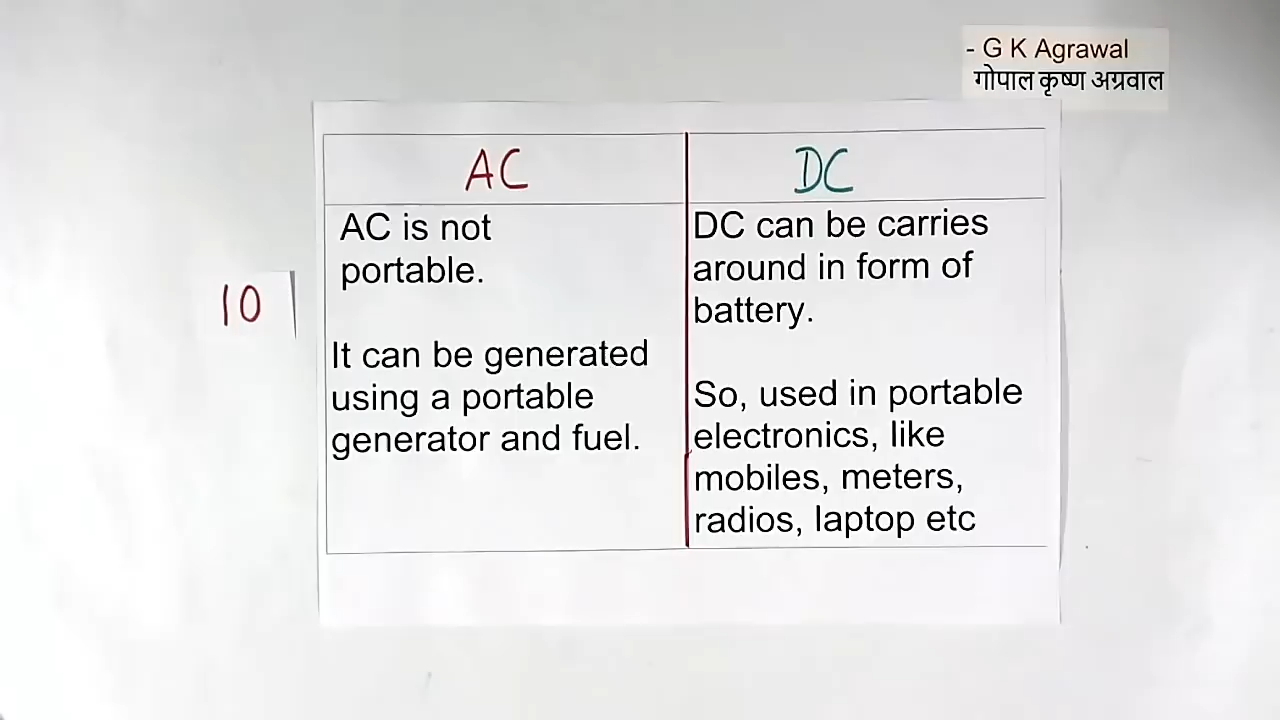 - G K Agrawal
गोपाल कृष्ण अग्रवाल
AC
DC
10
AC is not
portable.
It can be generated
using a portable
generator and fuel.
DC can be carries
around in form of
battery.
So, used in portable
electronics, like
mobiles, meters,
radios, laptop etc